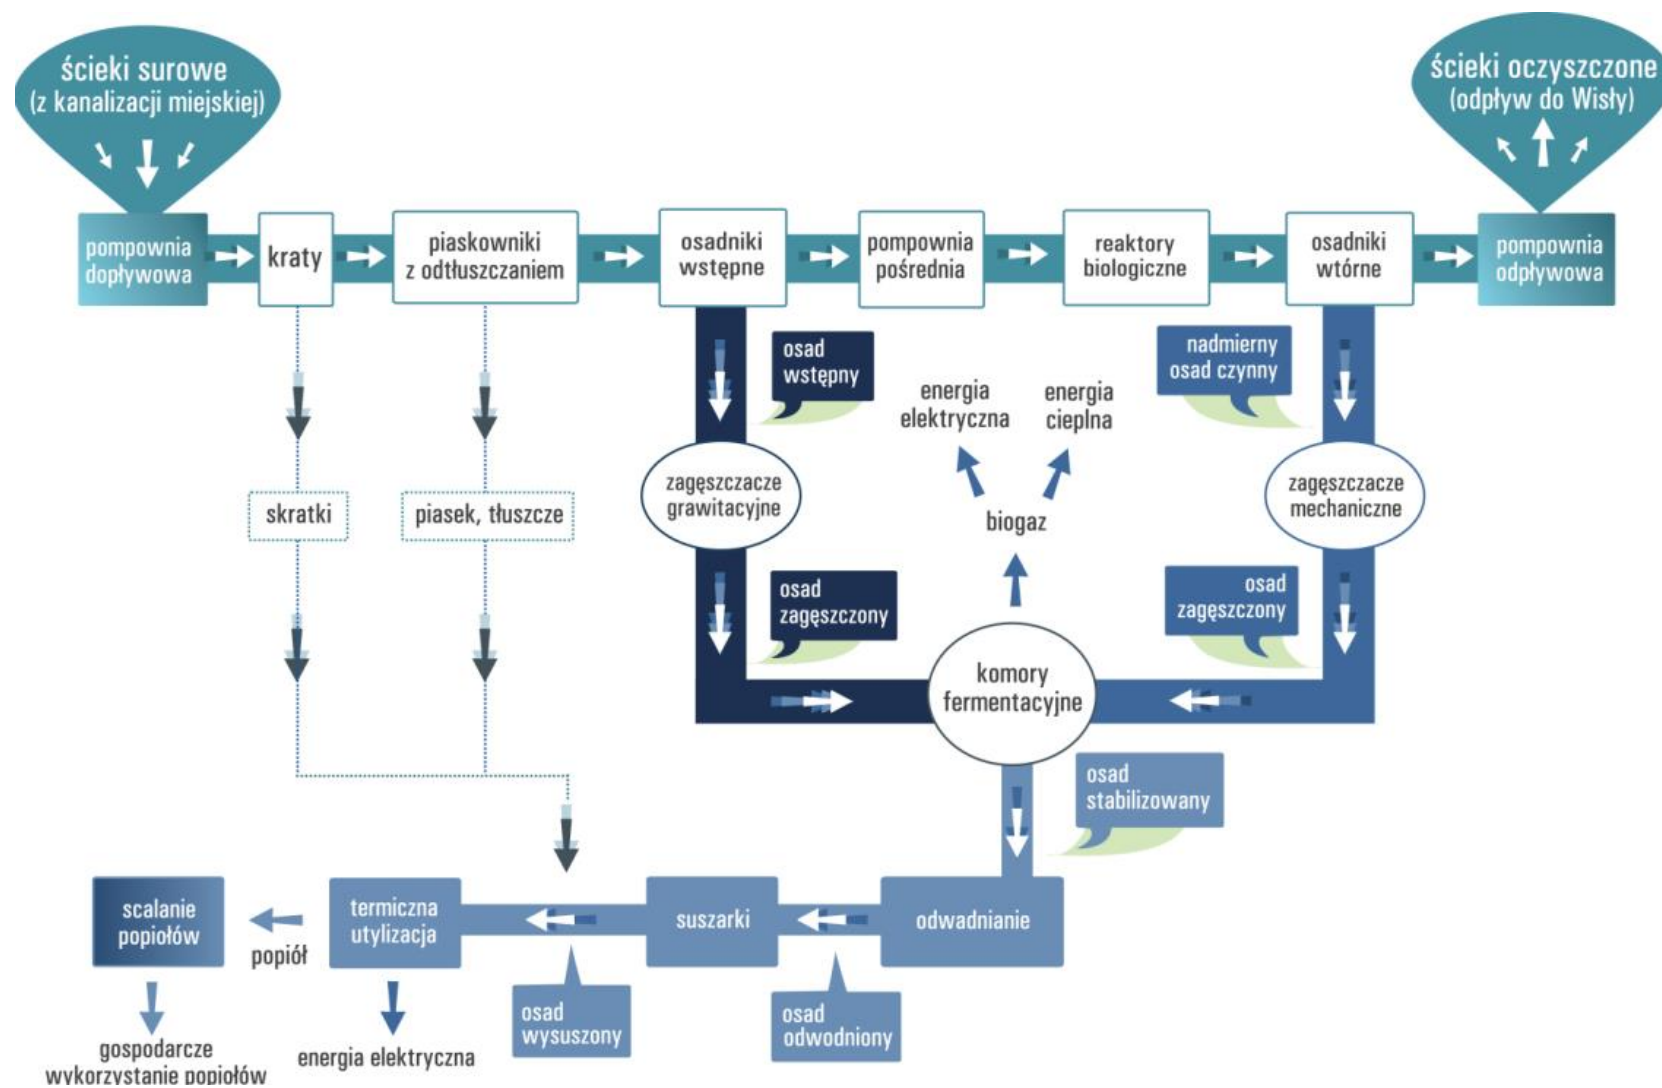 ścieki surowe
(z kanalizacji miejskiej)
ścieki oczyszczone
(odpływ do Wisły)
pompownia
dopływowa
kraty
piaskowniki
z odtłuszczaniem
osadniki
wstępne
pompownia
pośrednia
reaktory
biologiczne
osadniki
wtórne
pompownia
odpływowa
osad
wstępny
nadmierny
osad czynny
energia
elektryczna
energia
cieplna
skratki
piasek, tłuszcze
zagęszczacze
grawitacyjne
biogaz
zagęszczacze
mechaniczne
osad
zagęszczony
osad
zagęszczony
komory
fermentacyjne
osad
stabilizowany
scalanie
popiołów
popiół
termiczna
utylizacja
suszarki
odwadnianie
osad
wysuszony
osad
odwodniony
gospodarcze
wykorzystanie popiołów
energia elektryczna